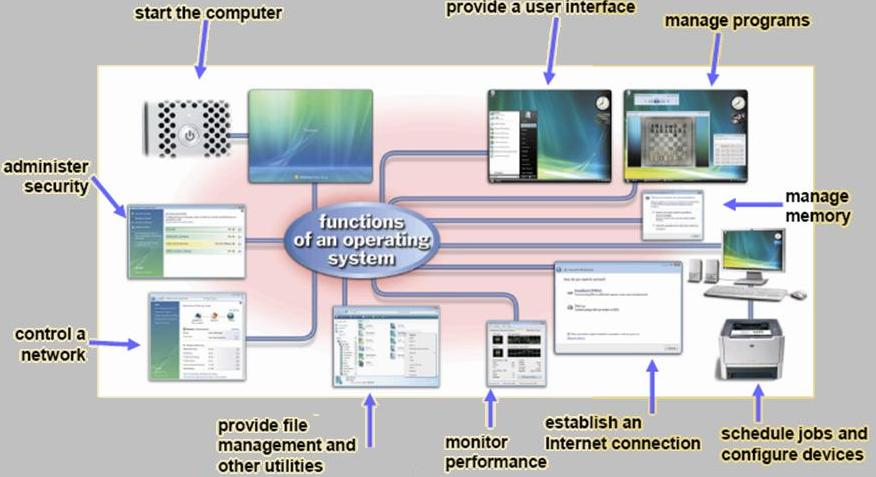 start the computer
provide a user interface
manage programs
administer
security
manage
memory
functions
of an operating
system
control a
network
provide file
management and
other utilities
monitor
performance
establish an
Internet connection
schedule jobs and
configure devices